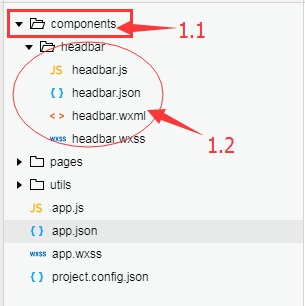 components
1.1
headbar
JS headbar.js
{ } headbar.json
< > headbar.wxml
wxss headbar.wxss
1.2
pages
utils
JS app.js
{ } app.json
wxss app.wxss
{ } project.config.json